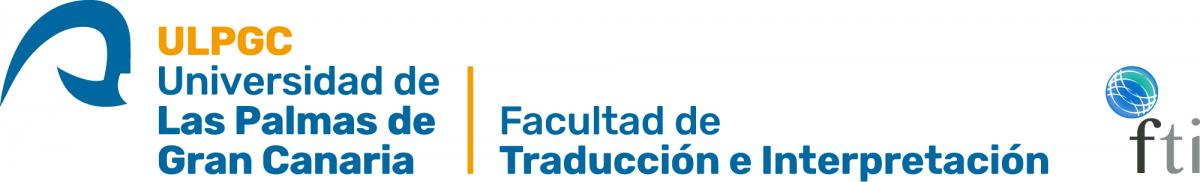 ULPGC
Universidad de
Las Palmas de
Gran Canaria
Facultad de
Traducción e Interpretación
fti